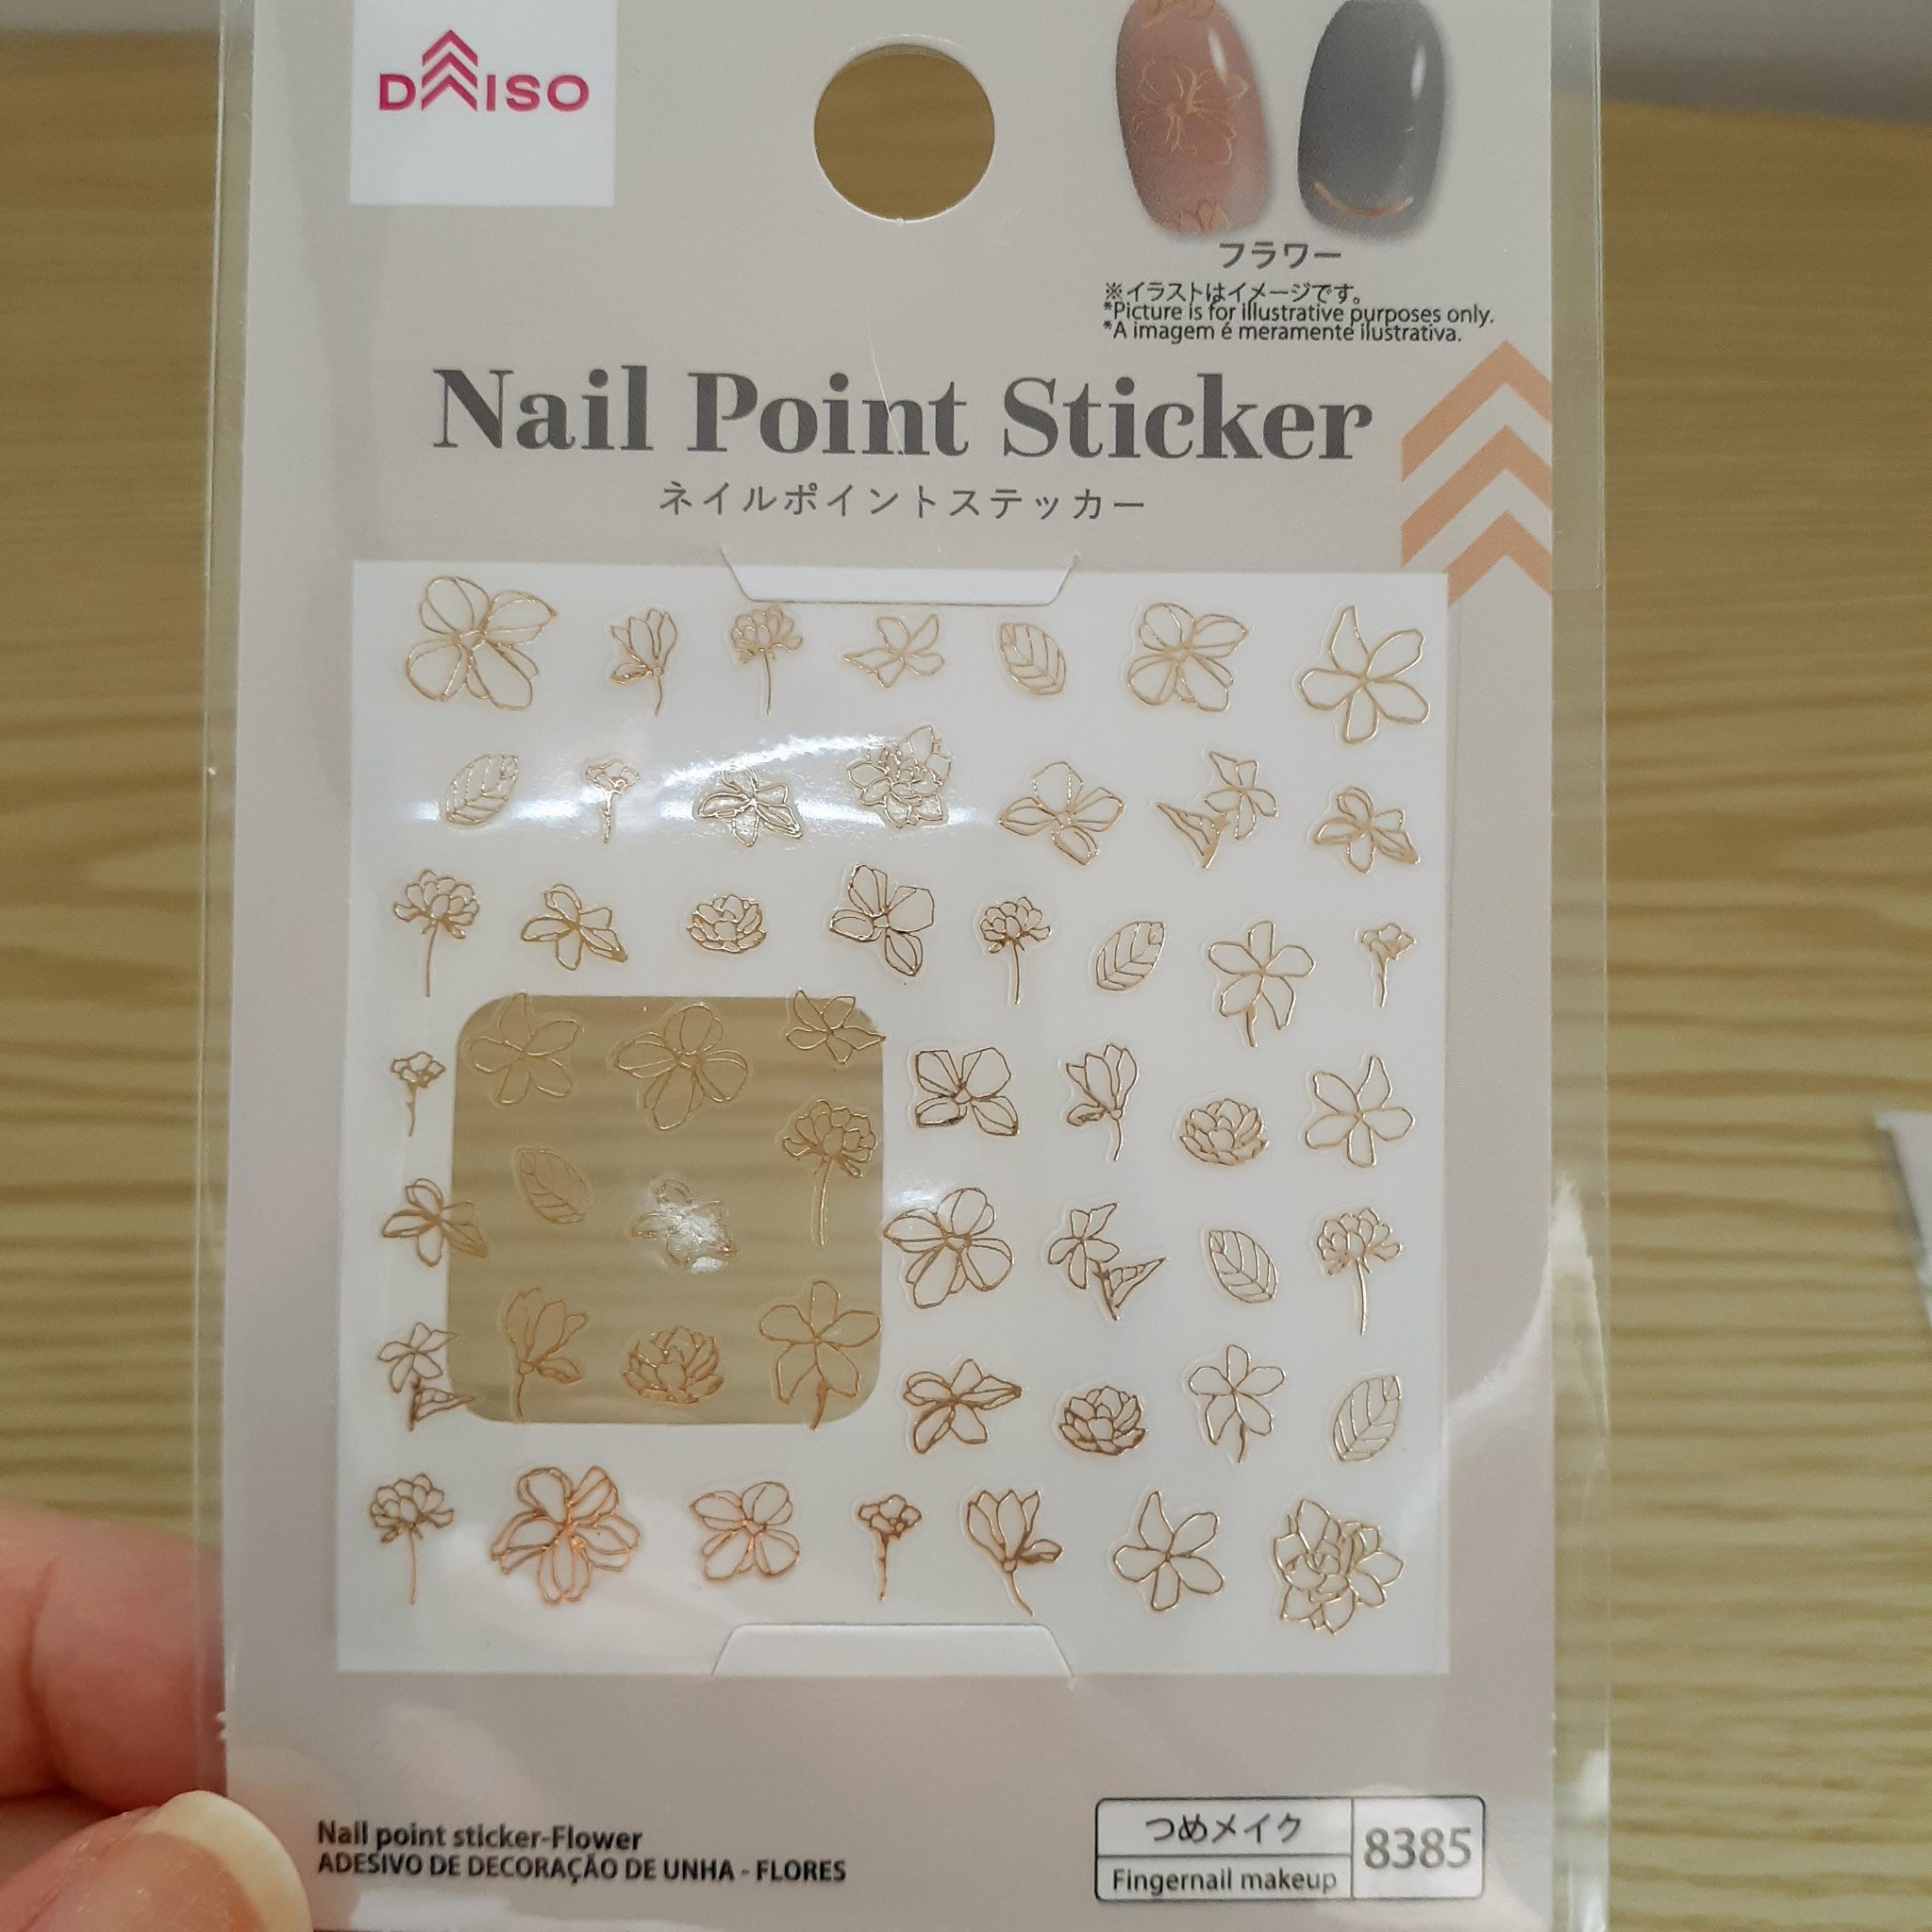 DAISO
フラワー
※イラストはイメージです。
*Picture is for illustrative purposes only.
*A imagem é meramente ilustrativa.
Nail Point Sticker
ネイルポイントステッカー
Nail point sticker-Flower
ADESIVO DE DECORAÇÃO DE UNHA - FLORES
つめメイク
Fingernail makeup
8385